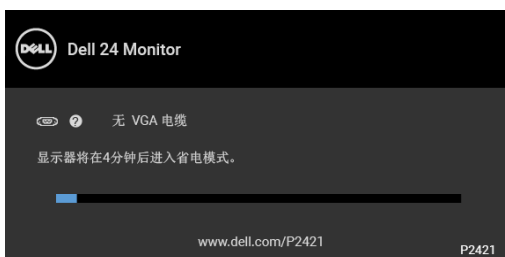 DELL Dell 24 Monitor
? 无 VGA 电缆
显示器将在4分钟后进入省电模式。
www.dell.com/P2421
P2421